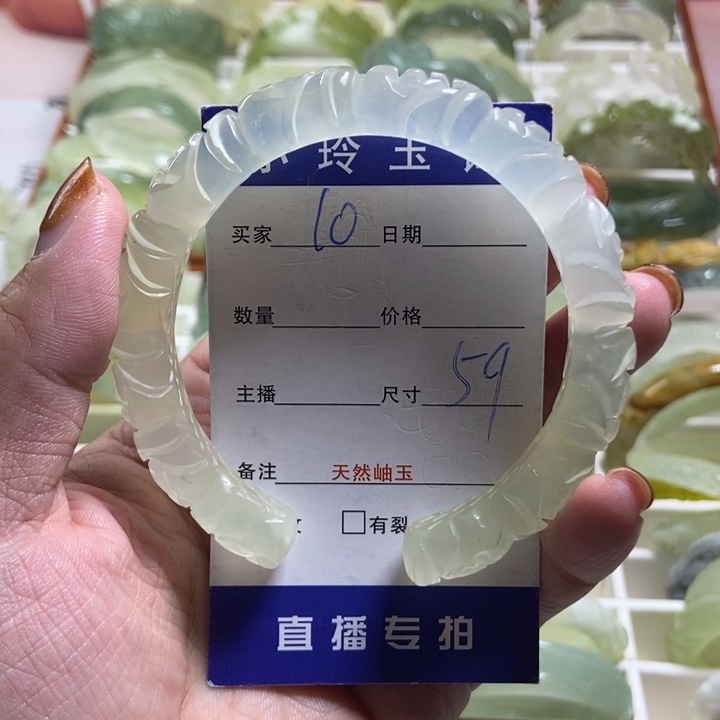 玲玉
买家 10 日期
数量 价格
主播 尺寸 59
备注 天然岫玉
□有裂
直播专拍